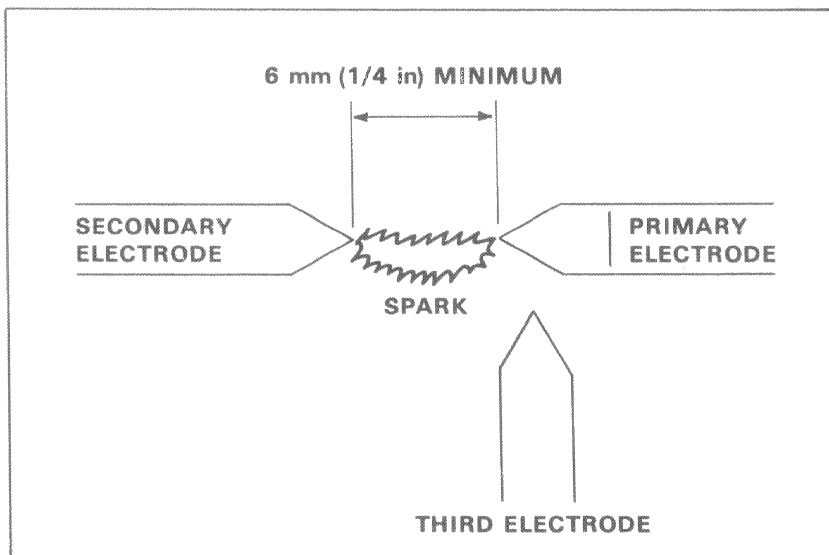 6 mm (1/4 in) MINIMUM
SECONDARY
ELECTRODE
PRIMARY
ELECTRODE
SPARK
THIRD ELECTRODE